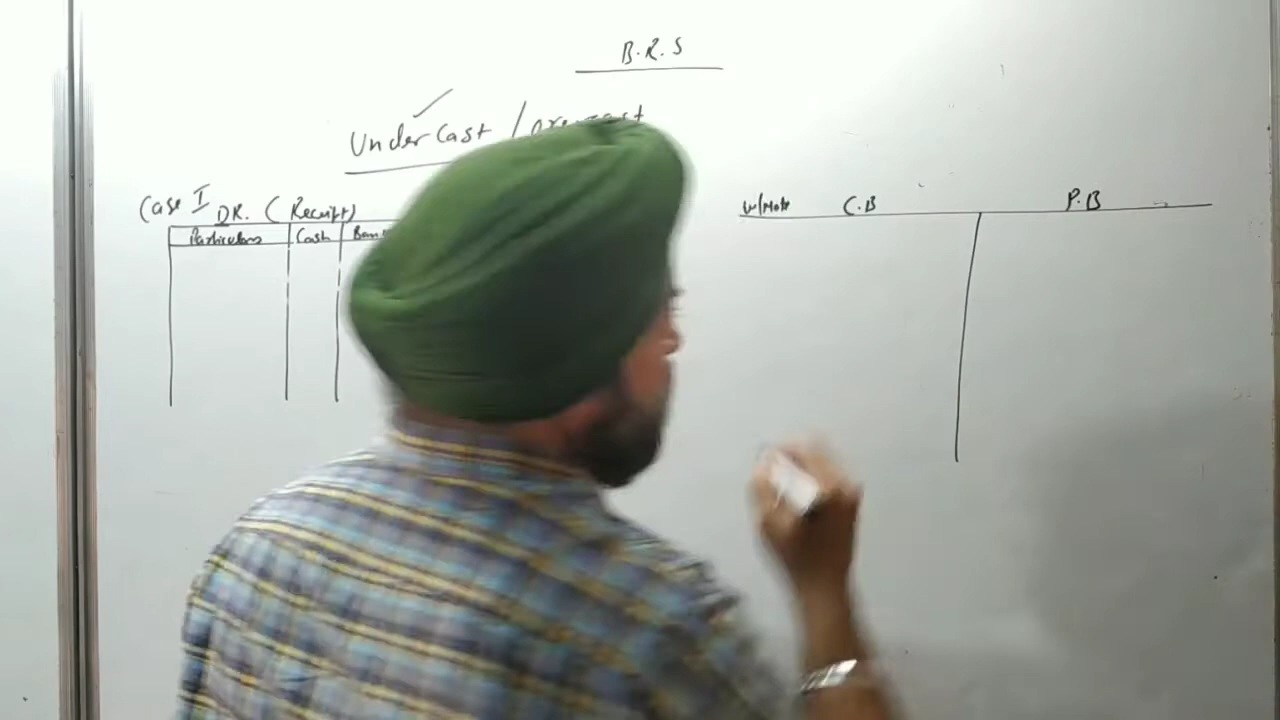 B.R.S
Under Cast /
Case I DR. (Receipt)
Particulars Cash
C.B P.B